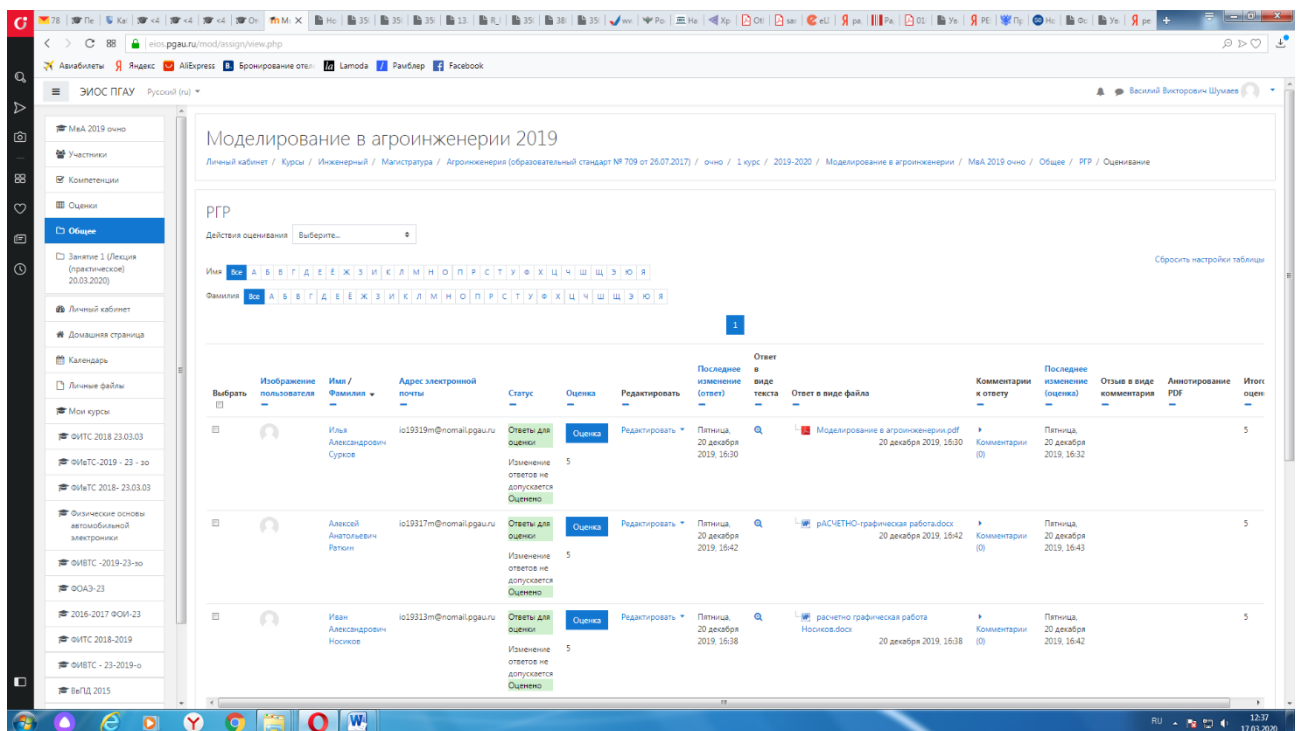 eios.pgau.ru/mod/assign/view.php
Авиабилеты Яндекс AliExpress Бронирование отел Lamoda Рамблер Facebook
ЭИОС ПГАУ Русский (ru)
Василий Викторович Шумаев
МвА 2019 очно
Участники
Компетенции
Оценки
Общее
Занятие 1 (Лекция
(практическое)
20.03.2020)
Личный кабинет
Домашняя страница
Календарь
Личные файлы
Мои курсы
ФИТС 2018 23.03.03
ФИвТС-2019 - 23 - зо
ФИвТС 2018- 23.03.03
Физические основы
автомобильной
электроники
ФИВТС -2019-23-зо
ФОАЭ-23
2016-2017 ФОИ-23
ФИТС 2018-2019
ФИВТС - 23-2019-о
ВвПД 2015
Моделирование в агроинженерии 2019
Личный кабинет / Курсы / Инженерный / Магистратура / Агроинженерия (образовательный стандарт № 709 от 26.07.2017) / очно / 1 курс / 2019-2020 / Моделирование в агроинженерии / МвА 2019 очно / Общее / РГР / Оценивание
РГР
Действия оценивания Выберите...
Сбросить настройки таблицы
Имя Все А Б В Г Д Е Ё Ж З И К Л М Н О П Р С Т У Ф Х Ц Ч Ш Щ Э Ю Я
Фамилия Все А Б В Г Д Е Ё Ж З И К Л М Н О П Р С Т У Ф Х Ц Ч Ш Щ Э Ю Я
1
Выбрать
Изображение
пользователя
Имя /
Фамилия
Адрес электронной
почты
Статус
Оценка
Редактировать
Последнее
изменение
(ответ)
Ответ
в
виде
текста
Ответ в виде файла
Комментарии
к ответу
Последнее
изменение
(оценка)
Отзыв в виде
комментария
Аннотирование
PDF
Итого
оцен
Илья
Александрович
Сурков
io19319m@nomail.pgau.ru
Ответы для
оценки
Изменение
ответов не
допускается
Оценено
Оценка
5
Редактировать
Пятница,
20 декабря
2019, 16:30
Моделирование в агроинженерии.pdf
20 декабря 2019, 16:30
Комментарии
(0)
Пятница,
20 декабря
2019, 16:32
5
Алексей
Анатольевич
Раткин
io19317m@nomail.pgau.ru
Ответы для
оценки
Изменение
ответов не
допускается
Оценено
Оценка
5
Редактировать
Пятница,
20 декабря
2019, 16:42
рАСЧЕТНО-графическая работа.docx
20 декабря 2019, 16:42
Комментарии
(0)
Пятница,
20 декабря
2019, 16:43
5
Иван
Александрович
Носиков
io19313m@nomail.pgau.ru
Ответы для
оценки
Изменение
ответов не
допускается
Оценено
Оценка
5
Редактировать
Пятница,
20 декабря
2019, 16:38
расчетно графическая работа
Носиков.docx
20 декабря 2019, 16:38
Комментарии
(0)
Пятница,
20 декабря
2019, 16:42
5
RU
12:37
17.03.2020